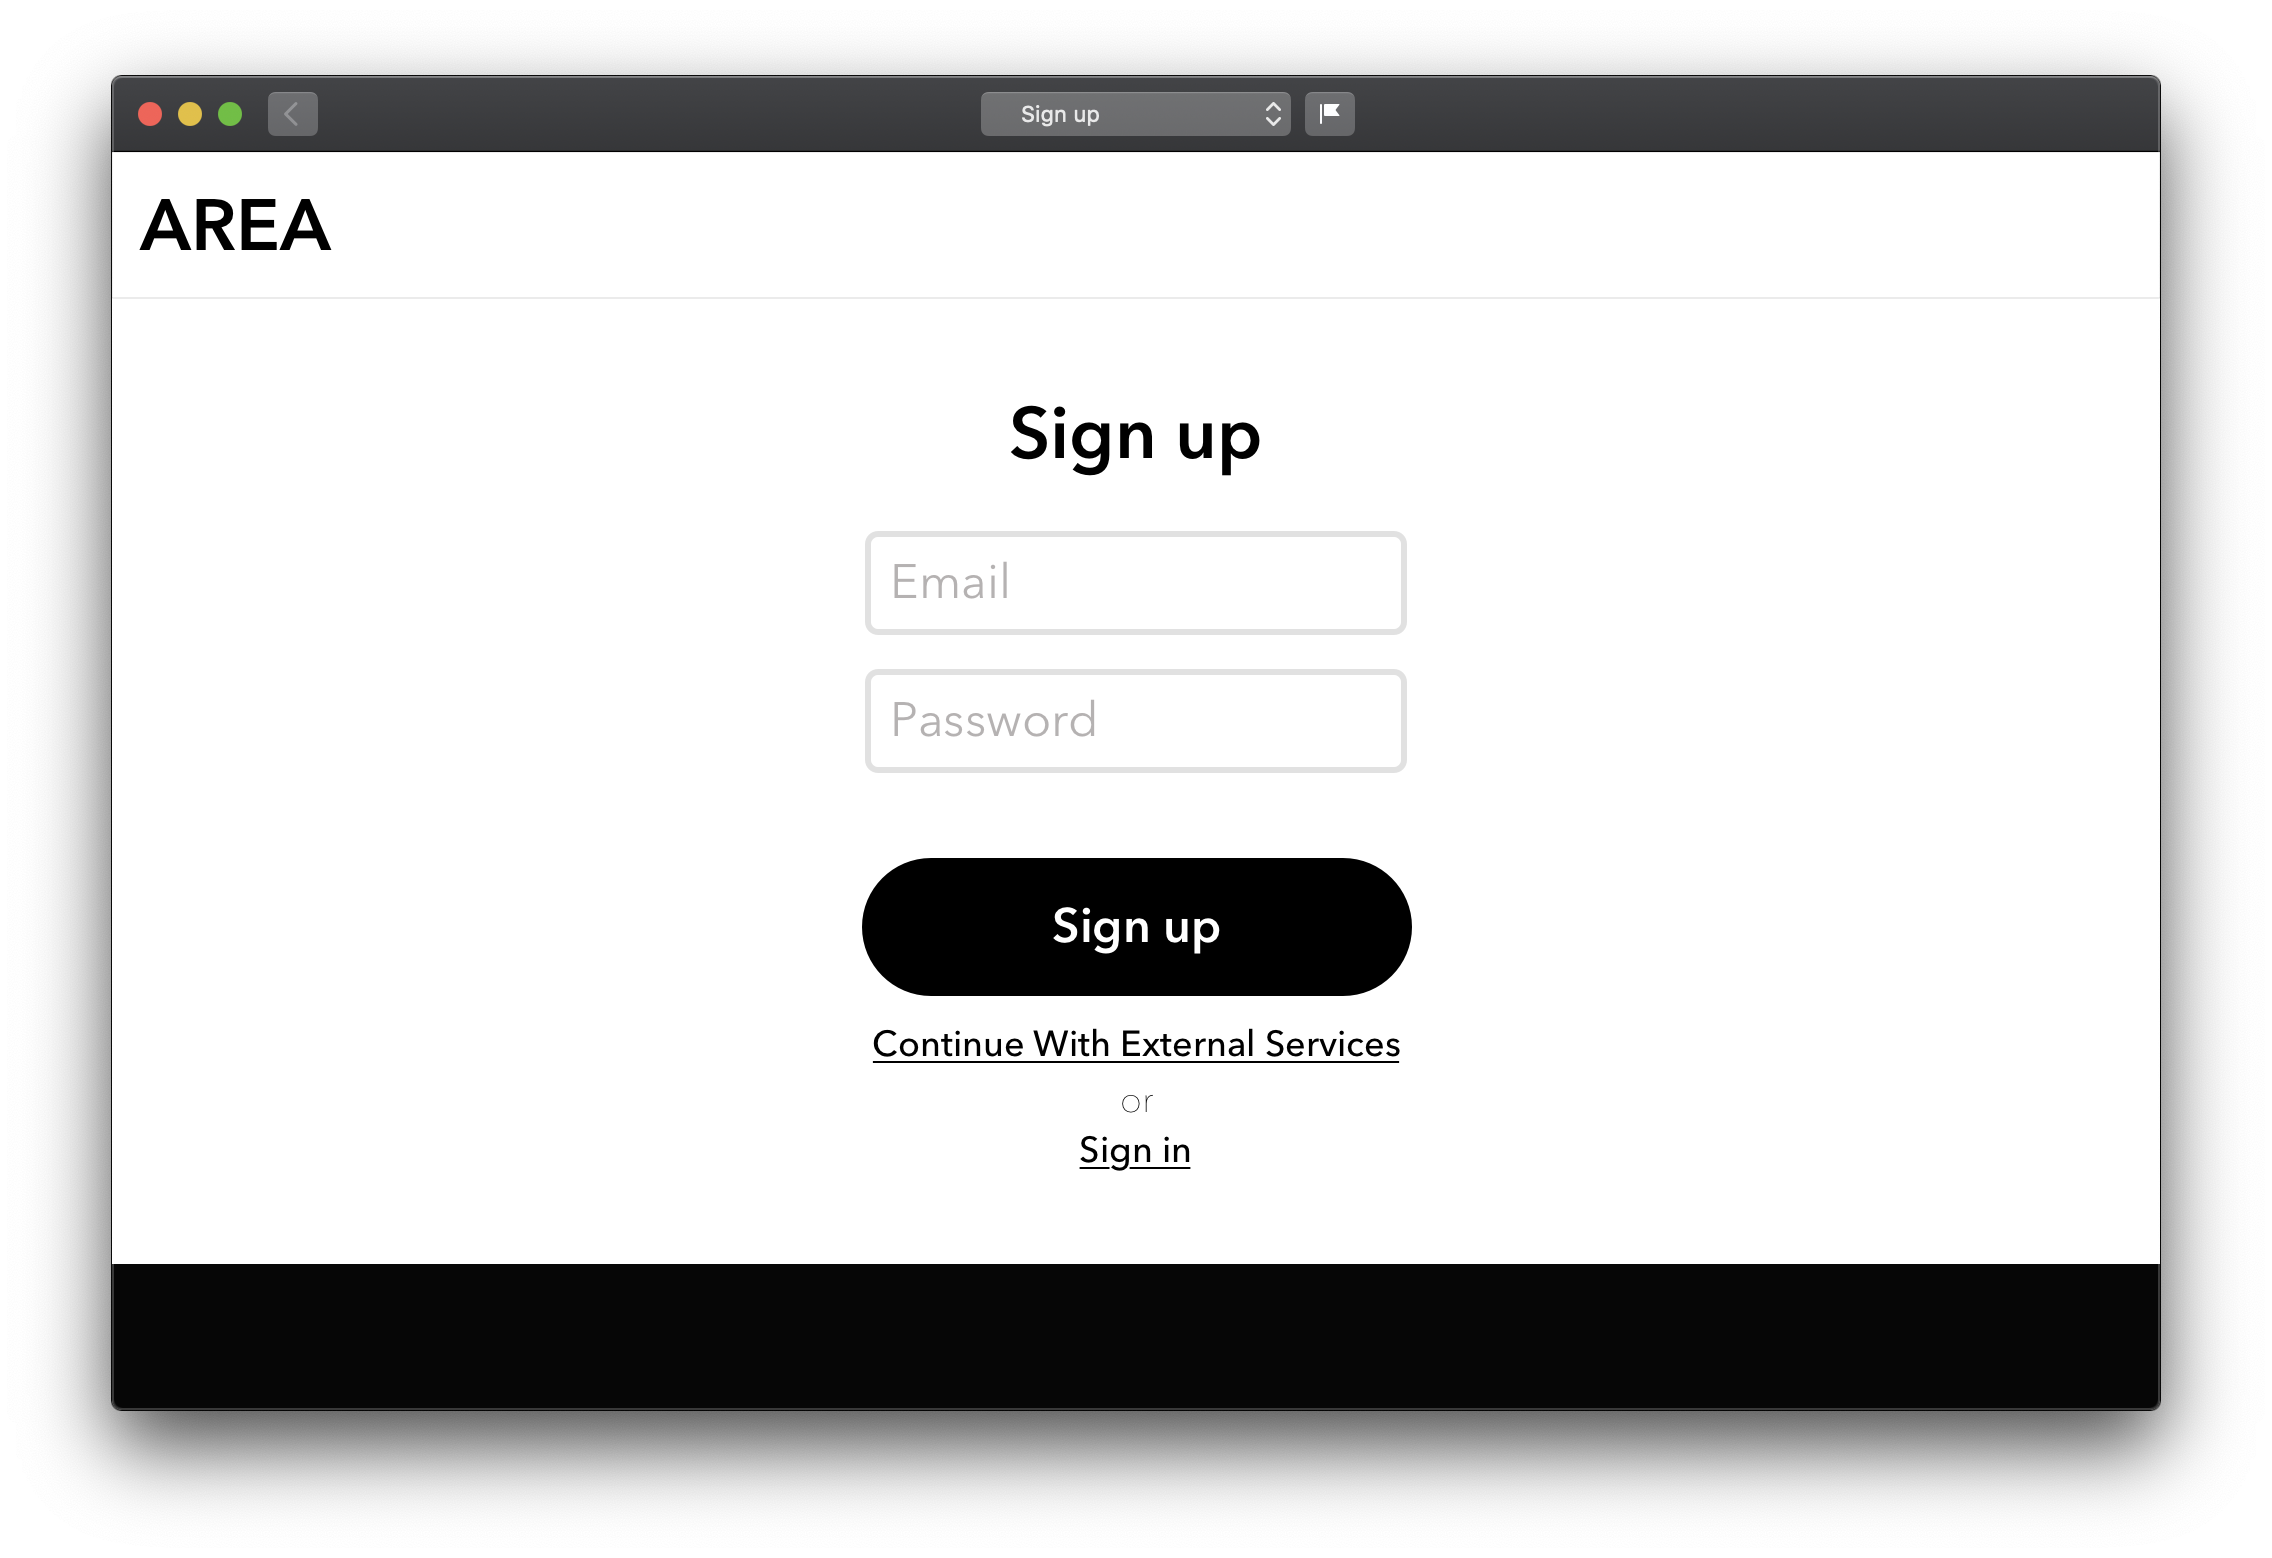 Sign up
AREA
Sign up
Email
Password
Sign up
Continue With External Services
or
Sign in